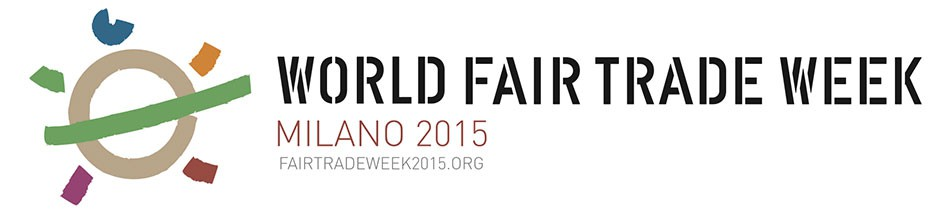 WORLD FAIR TRADE WEEK
MILANO 2015
FAIRTRADEWEEK2015.ORG